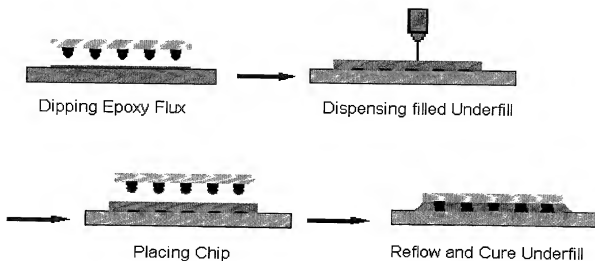 Dipping Epoxy Flux
Dispensing filled Underfill
Placing Chip
Reflow and Cure Underfill